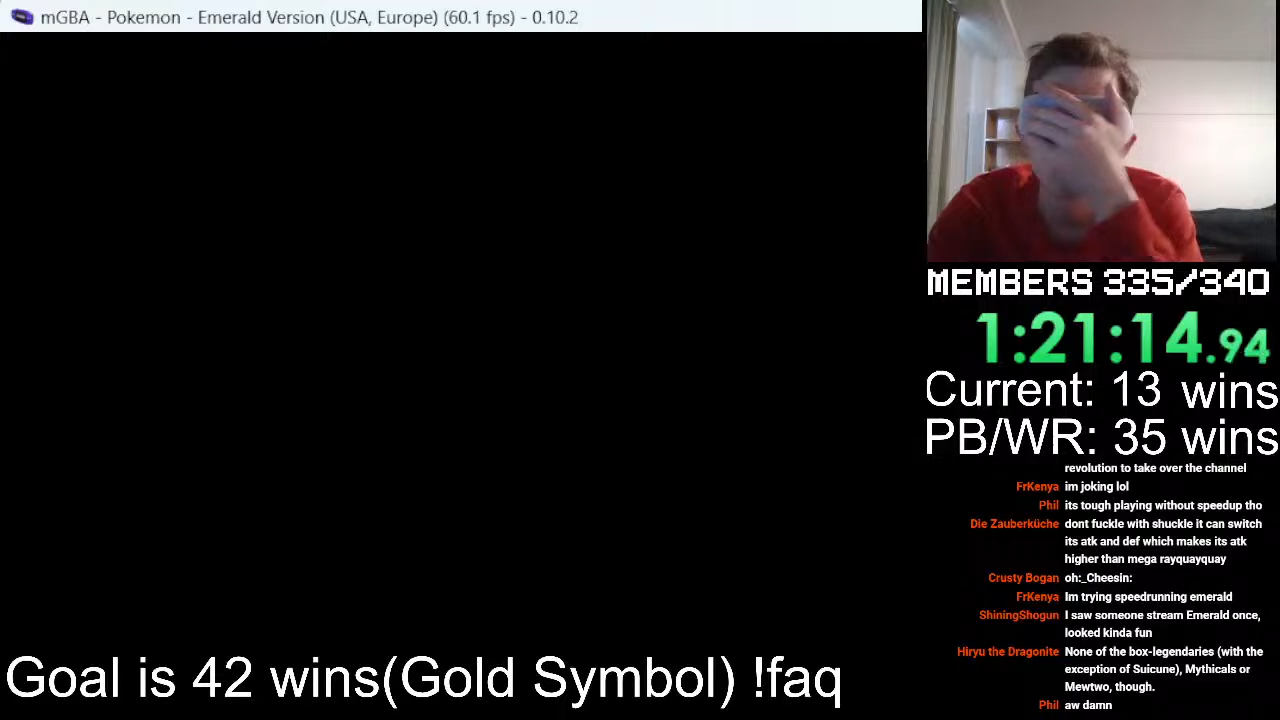 mGBA - Pokemon - Emerald Version (USA, Europe) (60.1 fps) - 0.10.2
MEMBERS 335/340
1:21:14.94
Current: 13 wins
PB/WR: 35 wins
revolution to take over the channel
FrKenya im joking lol
Phil its tough playing without speedup tho
Die Zauberküche dont fuckle with shuckle it can switch
its atk and def which makes its atk
higher than mega rayquayquay
Crusty Bogan oh:_Cheesin:
FrKenya Im trying speedrunning emerald
ShiningShogun I saw someone stream Emerald once,
looked kinda fun
Hiryu the Dragonite None of the box-legendaries (with the
exception of Suicune), Mythicals or
Mewtwo, though.
Phil aw damn
Goal is 42 wins(Gold Symbol) !faq